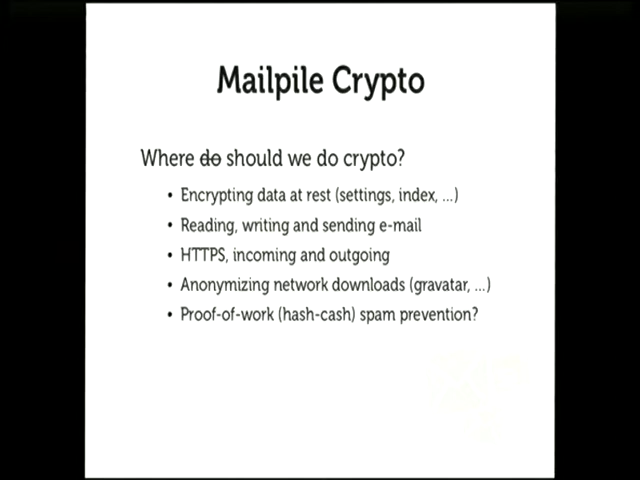 Mailpile Crypto
Where do should we do crypto?
• Encrypting data at rest (settings, index, ...)
• Reading, writing and sending e-mail
• HTTPS, incoming and outgoing
• Anonymizing network downloads (gravatar, ...)
• Proof-of-work (hash-cash) spam prevention?